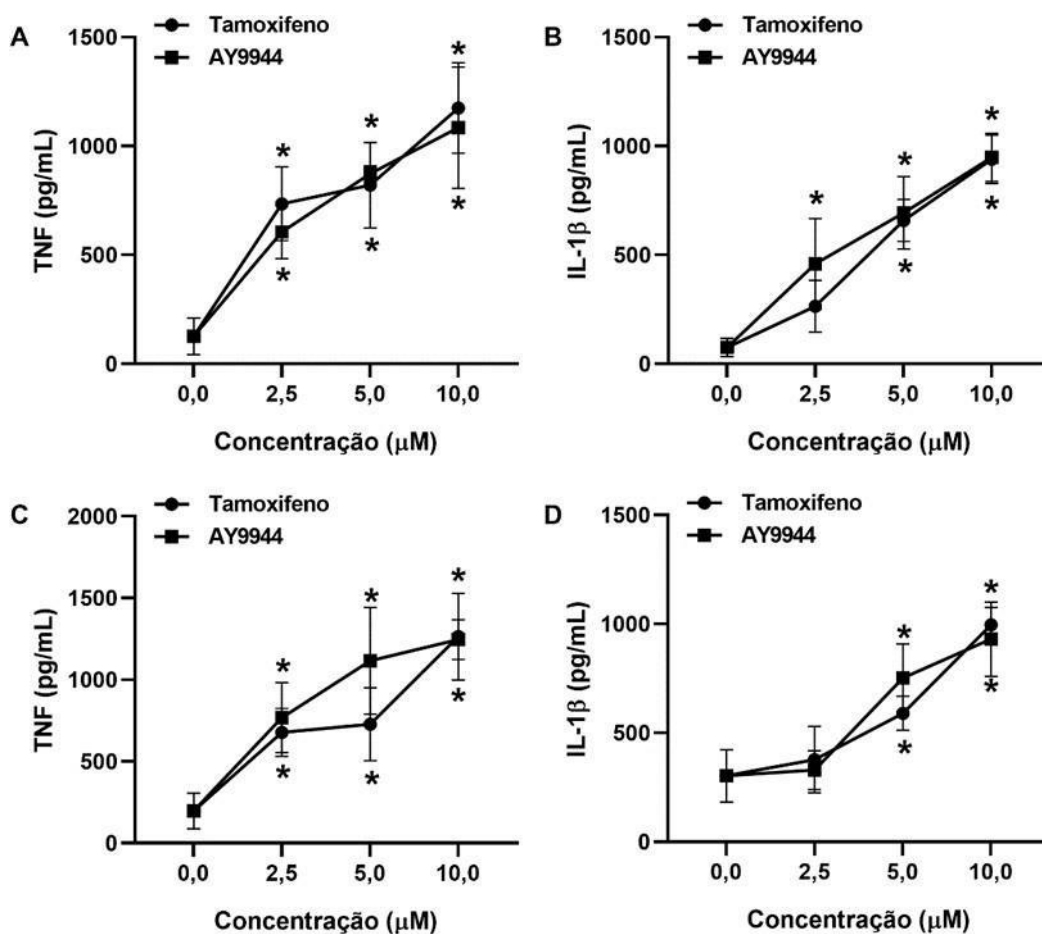 A
Tamoxifeno
AY9944
TNF (pg/mL)
1500
1000
500
0
* * *
* * *
0,0 2,5 5,0 10,0
Concentração (μM)
B
Tamoxifeno
AY9944
IL-1β (pg/mL)
1500
1000
500
0
* * *
* *
0,0 2,5 5,0 10,0
Concentração (μM)
C
Tamoxifeno
AY9944
TNF (pg/mL)
2000
1500
1000
500
0
* * *
* * *
0,0 2,5 5,0 10,0
Concentração (μM)
D
Tamoxifeno
AY9944
IL-1β (pg/mL)
1500
1000
500
0
* *
* *
0,0 2,5 5,0 10,0
Concentração (μM)